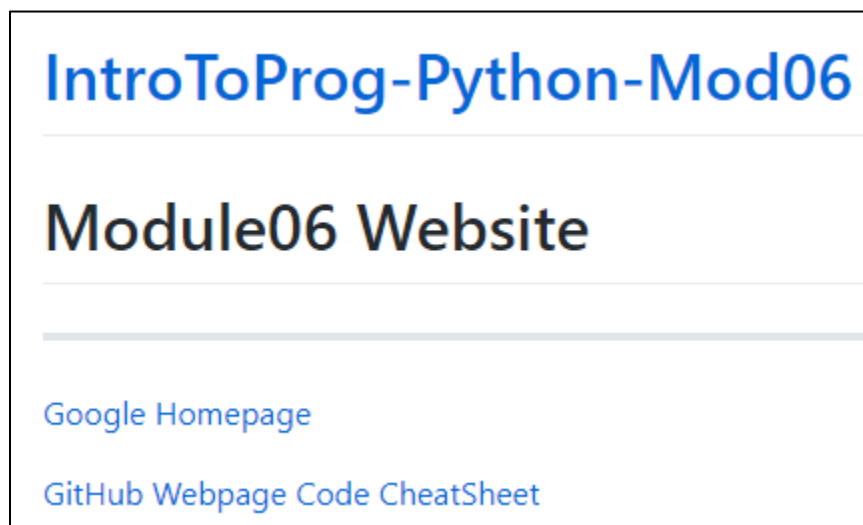 IntroToProg-Python-Mod06
Module06 Website
Google Homepage
GitHub Webpage Code CheatSheet